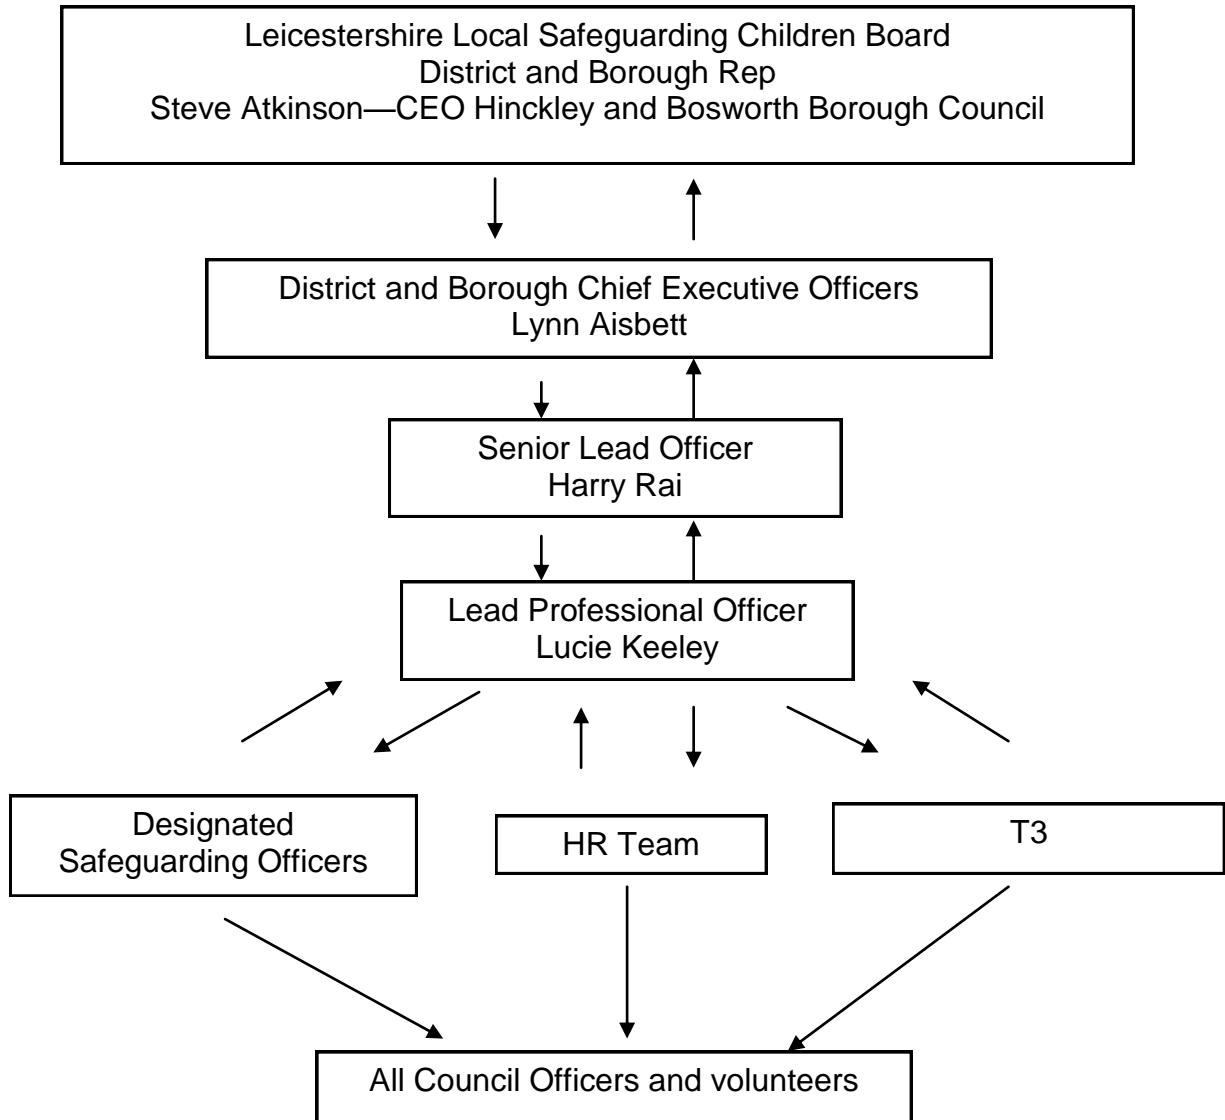 Leicestershire Local Safeguarding Children Board
District and Borough Rep
Steve Atkinson—CEO Hinckley and Bosworth Borough Council
District and Borough Chief Executive Officers
Lynn Aisbett
Senior Lead Officer
Harry Rai
Lead Professional Officer
Lucie Keeley
Designated
Safeguarding Officers
HR Team
T3
All Council Officers and volunteers